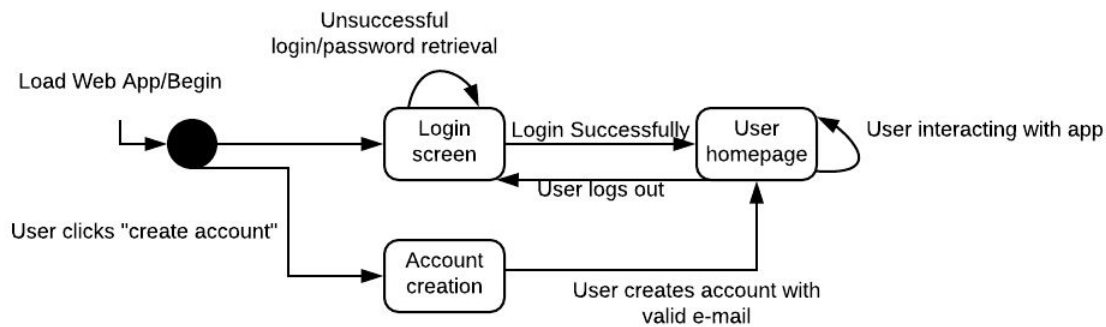 Unsuccessful
login/password retrieval
Load Web App/Begin
Login
screen
Login Successfully
User
homepage
User interacting with app
User logs out
User clicks "create account"
Account
creation
User creates account with
valid e-mail